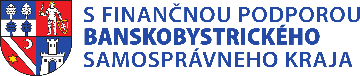 S FINANČNOU PODPOROU
BANSKOBYSTRICKÉHO
SAMOSPRÁVNEHO KRAJA